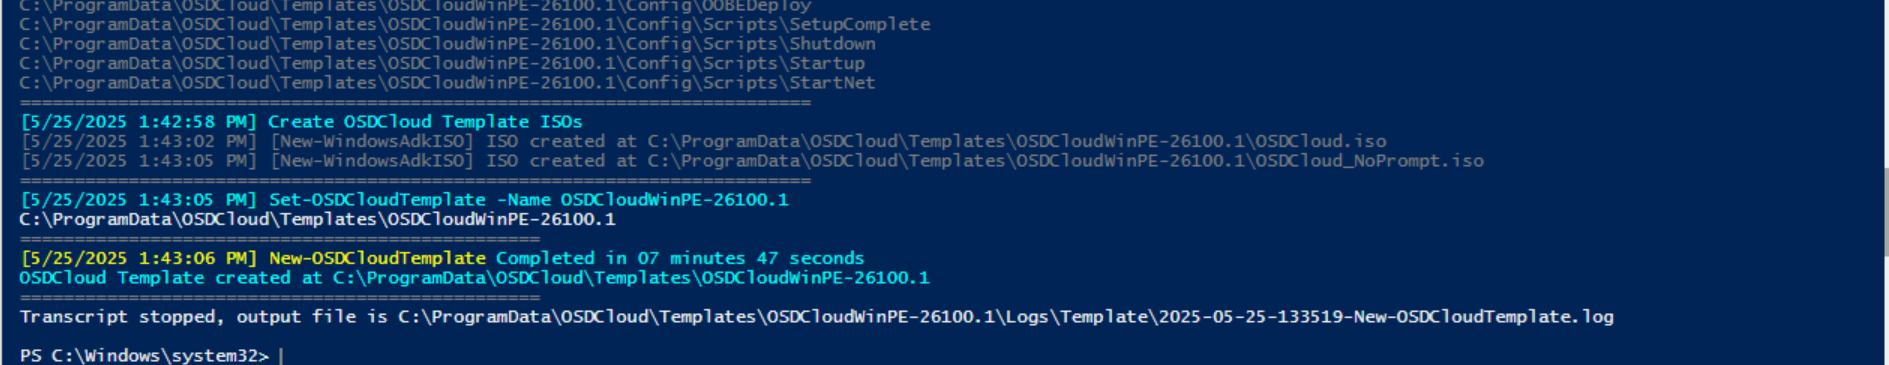 C:\ProgramData\OSDCloud\Templates\OSDCloudWinPE-26100.1\Config\OOBEDeploy
C:\ProgramData\OSDCloud\Templates\OSDCloudWinPE-26100.1\Config\Scripts\SetupComplete
C:\ProgramData\OSDCloud\Templates\OSDCloudWinPE-26100.1\Config\Scripts\Shutdown
C:\ProgramData\OSDCloud\Templates\OSDCloudWinPE-26100.1\Config\Scripts\Startup
C:\ProgramData\OSDCloud\Templates\OSDCloudWinPE-26100.1\Config\Scripts\StartNet
=========================================================================
[5/25/2025 1:42:58 PM] Create OSDCloud Template ISOs
[5/25/2025 1:43:02 PM] [New-WindowsAdkISO] ISO created at C:\ProgramData\OSDCloud\Templates\OSDCloudWinPE-26100.1\OSDCloud.iso
[5/25/2025 1:43:05 PM] [New-WindowsAdkISO] ISO created at C:\ProgramData\OSDCloud\Templates\OSDCloudWinPE-26100.1\OSDCloud_NoPrompt.iso
=========================================================================
[5/25/2025 1:43:05 PM] Set-OSDCloudTemplate -Name OSDCloudWinPE-26100.1
C:\ProgramData\OSDCloud\Templates\OSDCloudWinPE-26100.1
================================================
[5/25/2025 1:43:06 PM] New-OSDCloudTemplate Completed in 07 minutes 47 seconds
OSDCloud Template created at C:\ProgramData\OSDCloud\Templates\OSDCloudWinPE-26100.1
================================================
Transcript stopped, output file is C:\ProgramData\OSDCloud\Templates\OSDCloudWinPE-26100.1\Logs\Template\2025-05-25-133519-New-OSDCloudTemplate.log
PS C:\Windows\system32>